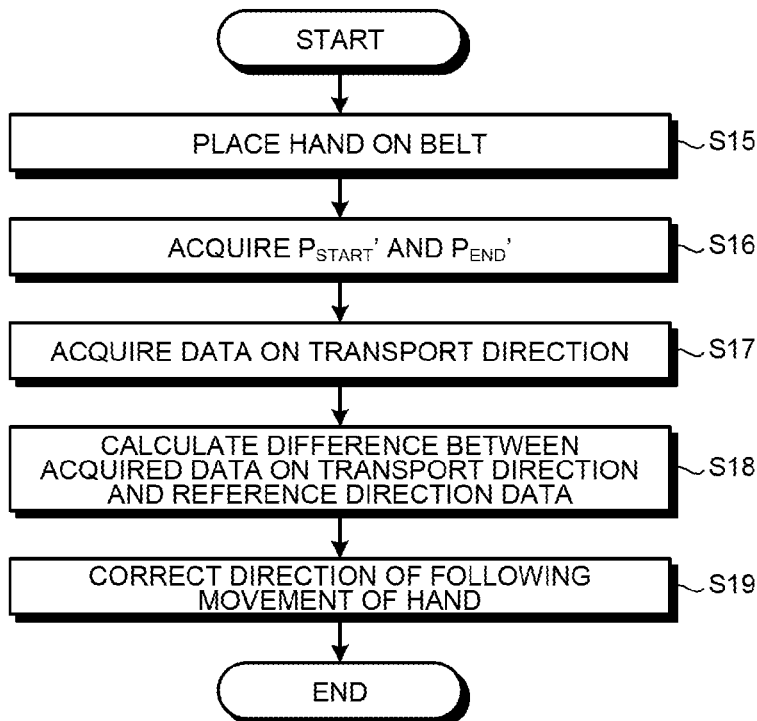 START
PLACE HAND ON BELT
S15
ACQUIRE PSTART’ AND PEND’
S16
ACQUIRE DATA ON TRANSPORT DIRECTION
S17
CALCULATE DIFFERENCE BETWEEN
ACQUIRED DATA ON TRANSPORT DIRECTION
AND REFERENCE DIRECTION DATA
S18
CORRECT DIRECTION OF FOLLOWING
MOVEMENT OF HAND
S19
END